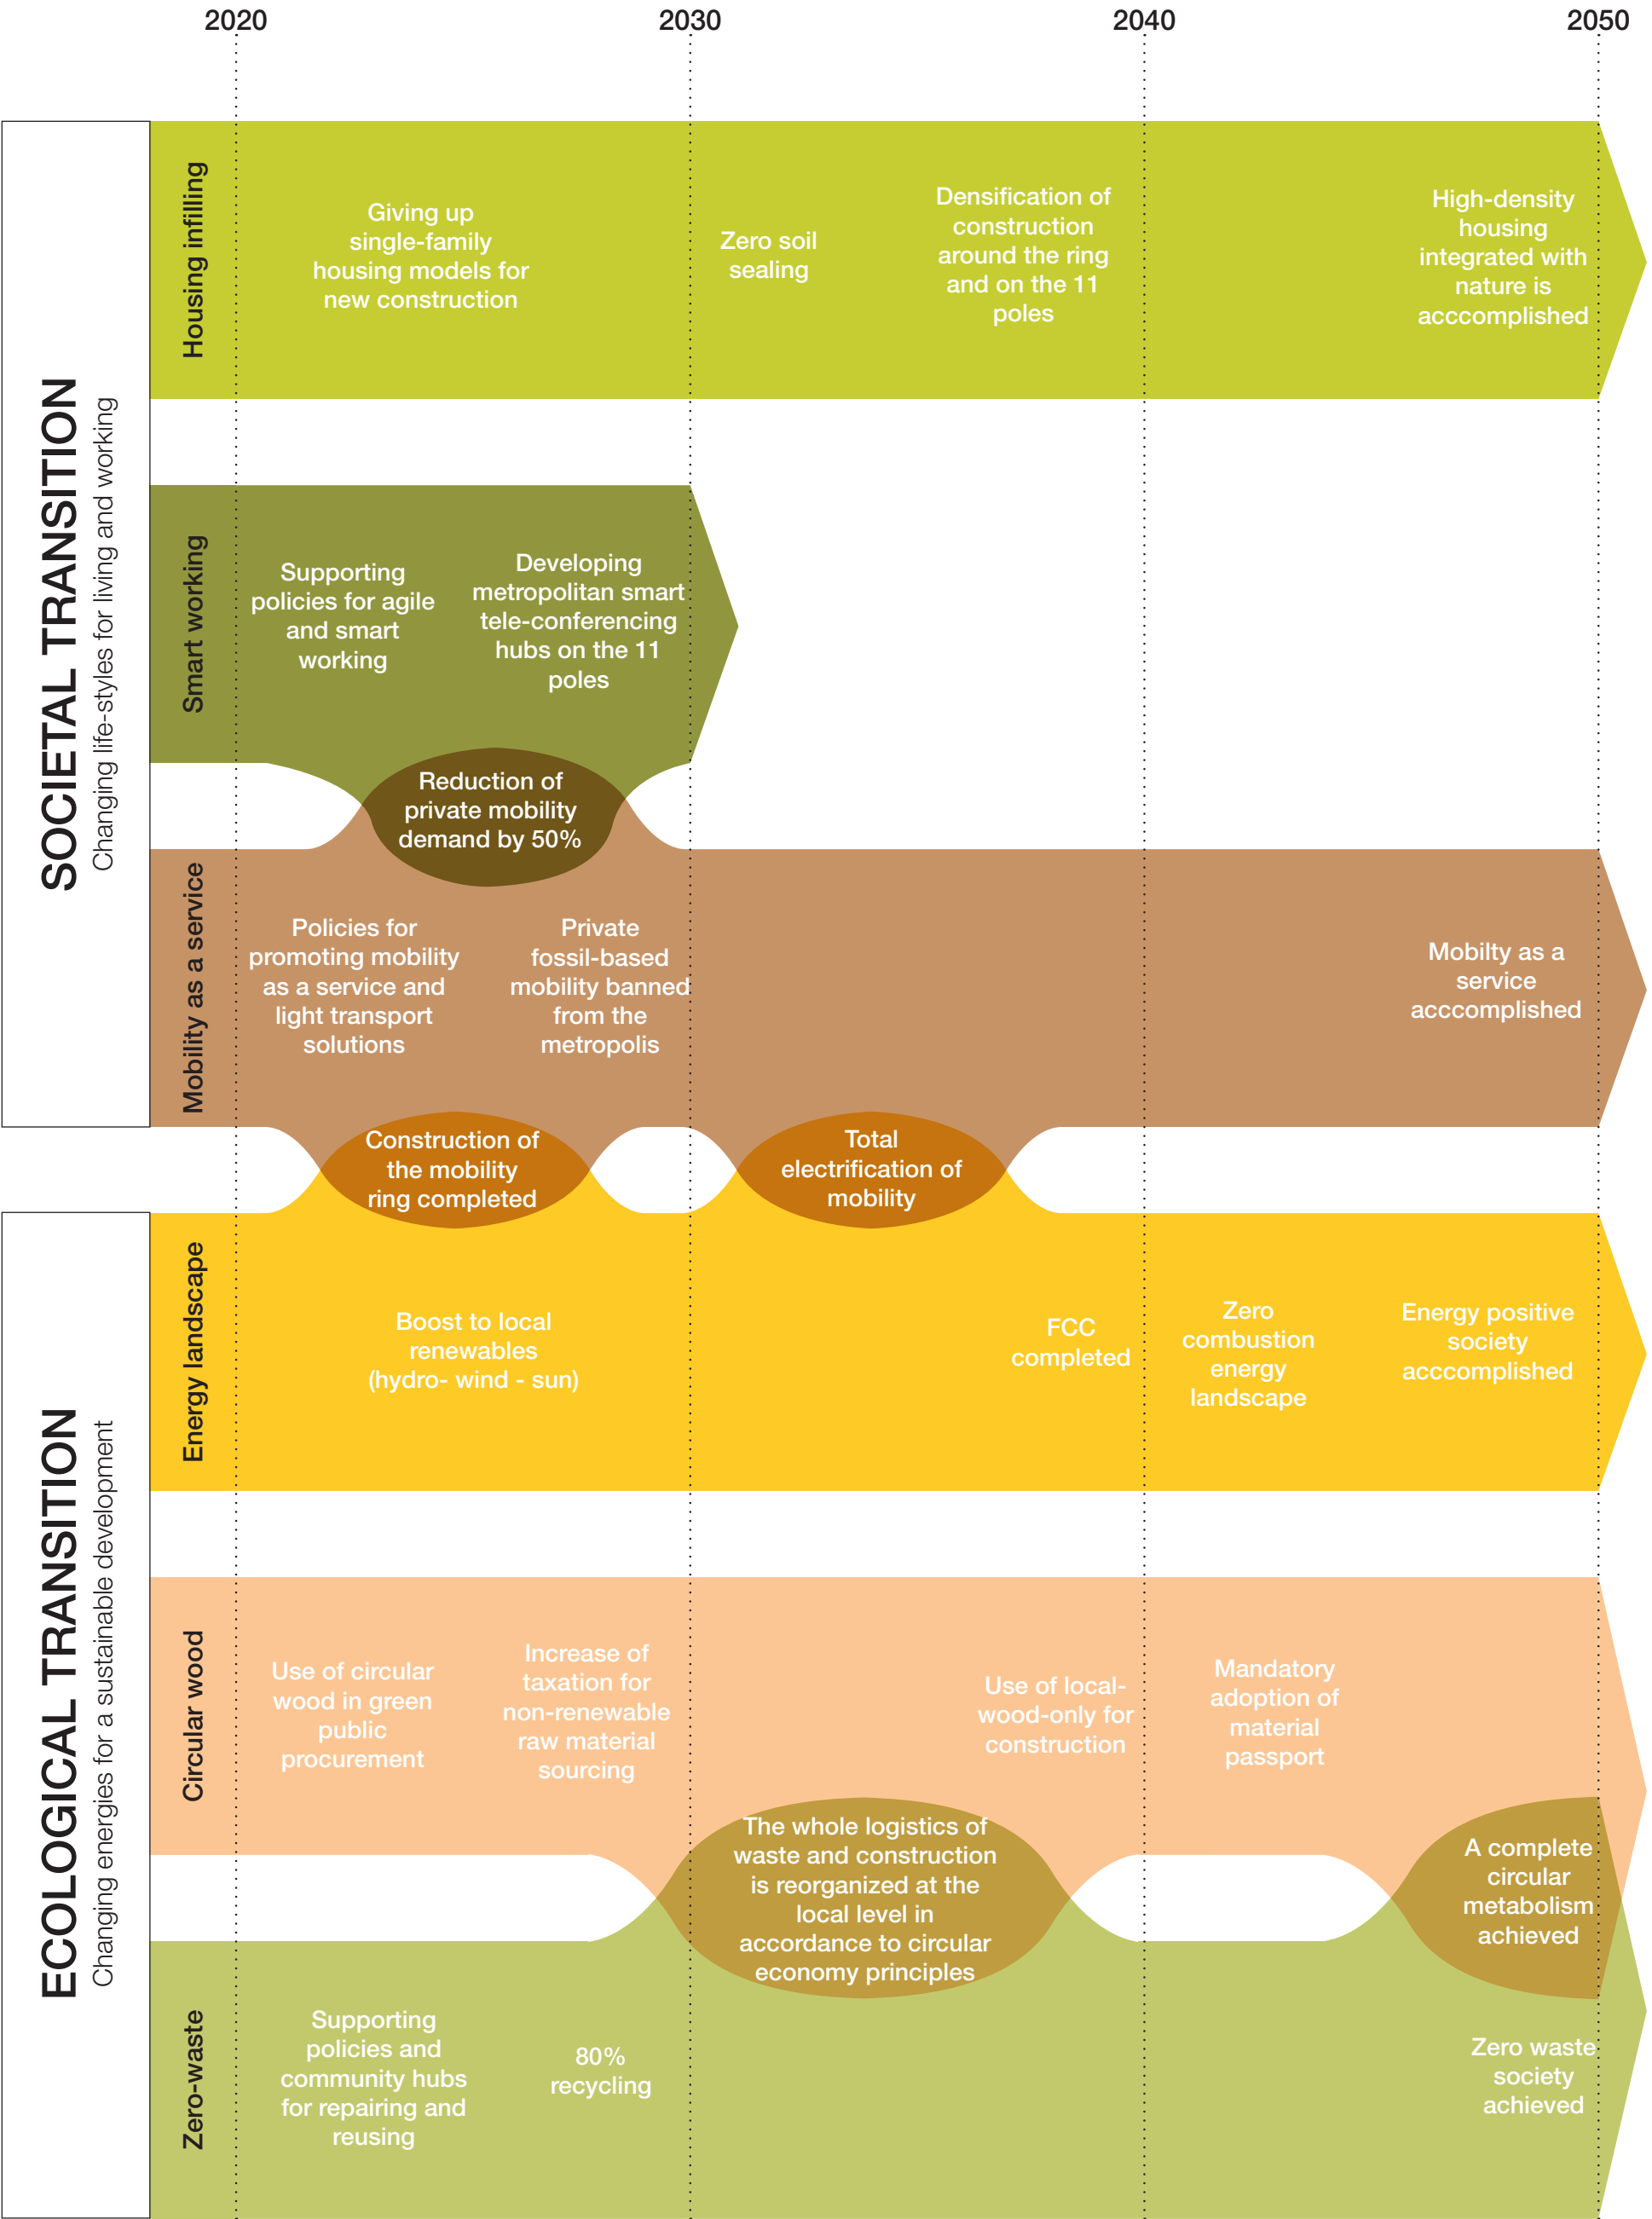 2020
2030
2040
2050
SOCIETAL TRANSITION
Changing life-styles for living and working
Housing infilling
Giving up
single-family
housing models for
new construction
Zero soil
sealing
Densification of
construction
around the ring
and on the 11
poles
High-density
housing
integrated with
nature is
acccomplished
Smart working
Supporting
policies for agile
and smart
working
Developing
metropolitan smart
tele-conferencing
hubs on the 11
poles
Reduction of
private mobility
demand by 50%
Mobility as a service
Policies for
promoting mobility
as a service and
light transport
solutions
Private
fossil-based
mobility banned
from the
metropolis
Mobilty as a
service
acccomplished
Construction of
the mobility
ring completed
Total
electrification of
mobility
ECOLOGICAL TRANSITION
Changing energies for a sustainable development
Energy landscape
Boost to local
renewables
(hydro- wind - sun)
FCC
completed
Zero
combustion
energy
landscape
Energy positive
society
acccomplished
Circular wood
Use of circular
wood in green
public
procurement
Increase of
taxation for
non-renewable
raw material
sourcing
Use of local-
wood-only for
construction
Mandatory
adoption of
material
passport
The whole logistics of
waste and construction
is reorganized at the
local level in
accordance to circular
economy principles
A complete
circular
metabolism
achieved
Zero-waste
Supporting
policies and
community hubs
for repairing and
reusing
80%
recycling
Zero waste
society
achieved